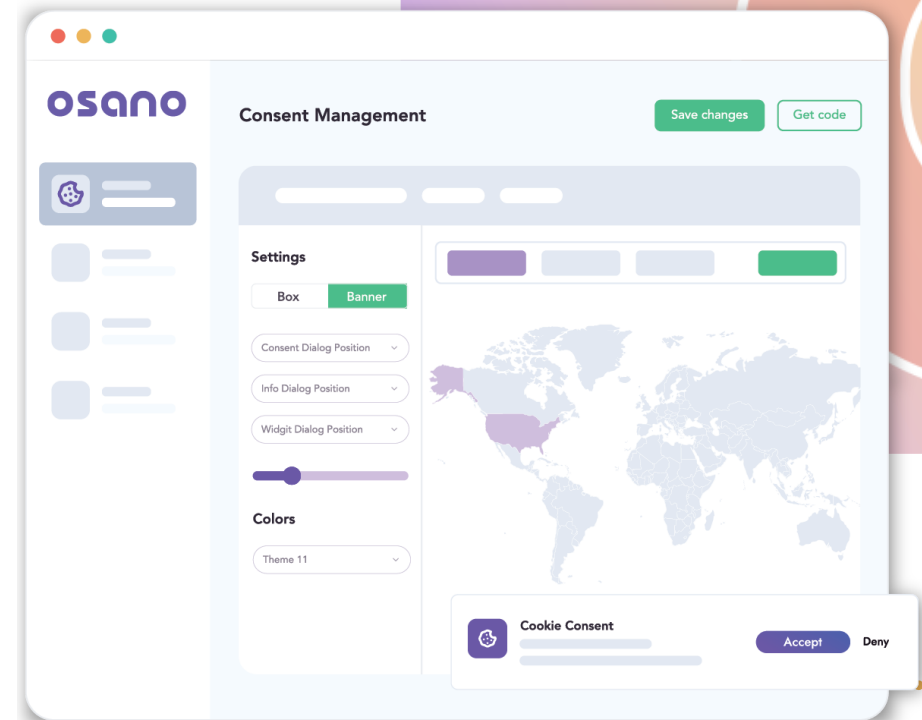 osano
Consent Management
Save changes
Get code
Settings
Box
Banner
Consent Dialog Position
Info Dialog Position
Widgit Dialog Position
Colors
Theme 11
Cookie Consent
Accept
Deny